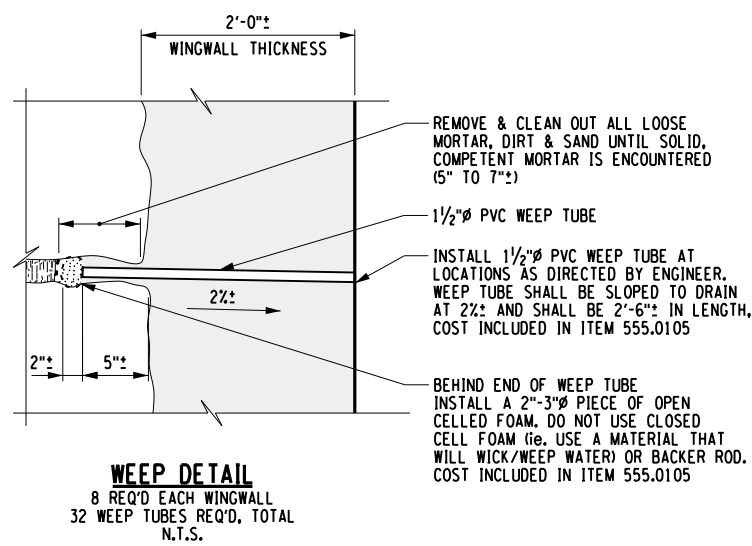 2'-0"±
WINGWALL THICKNESS
REMOVE & CLEAN OUT ALL LOOSE
MORTAR, DIRT & SAND UNTIL SOLID,
COMPETENT MORTAR IS ENCOUNTERED
(5" TO 7"±)
1½"Ø PVC WEEP TUBE
INSTALL 1½"Ø PVC WEEP TUBE AT
LOCATIONS AS DIRECTED BY ENGINEER.
WEEP TUBE SHALL BE SLOPED TO DRAIN
AT 2%± AND SHALL BE 2'-6"± IN LENGTH,
COST INCLUDED IN ITEM 555.0105
2%±
2"±
5"±
BEHIND END OF WEEP TUBE
INSTALL A 2"-3"Ø PIECE OF OPEN
CELLED FOAM. DO NOT USE CLOSED
CELL FOAM (ie. USE A MATERIAL THAT
WILL WICK/WEEP WATER) OR BACKER ROD.
COST INCLUDED IN ITEM 555.0105
WEEP DETAIL
8 REQ'D EACH WINGWALL
32 WEEP TUBES REQ'D, TOTAL
N.T.S.